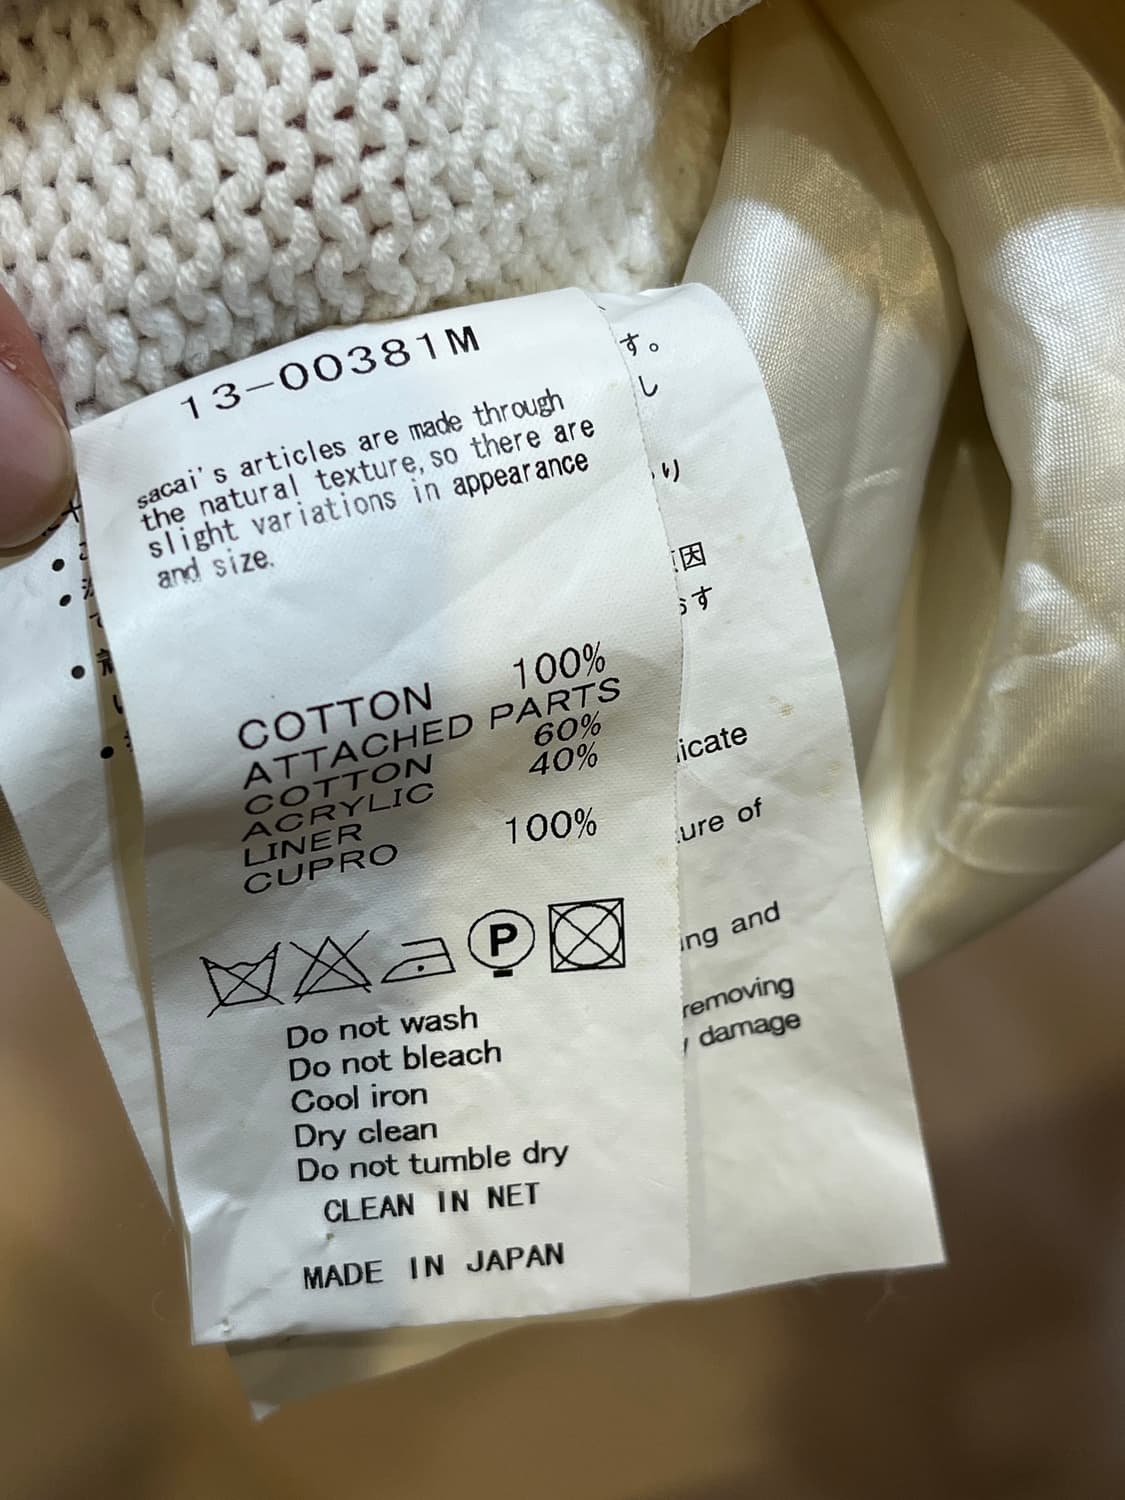 13-00381M
sacai's articles are made through
the natural texture,so there are
slight variations in appearance
and size.
COTTON 100%
ATTACHED PARTS
COTTON 60%
ACRYLIC 40%
LINER
CUPRO 100%
P
Do not wash
Do not bleach
Cool iron
Dry clean
Do not tumble dry
CLEAN IN NET
MADE IN JAPAN
す。
し
り
因
す
icate
ure of
ing and
removing
damage